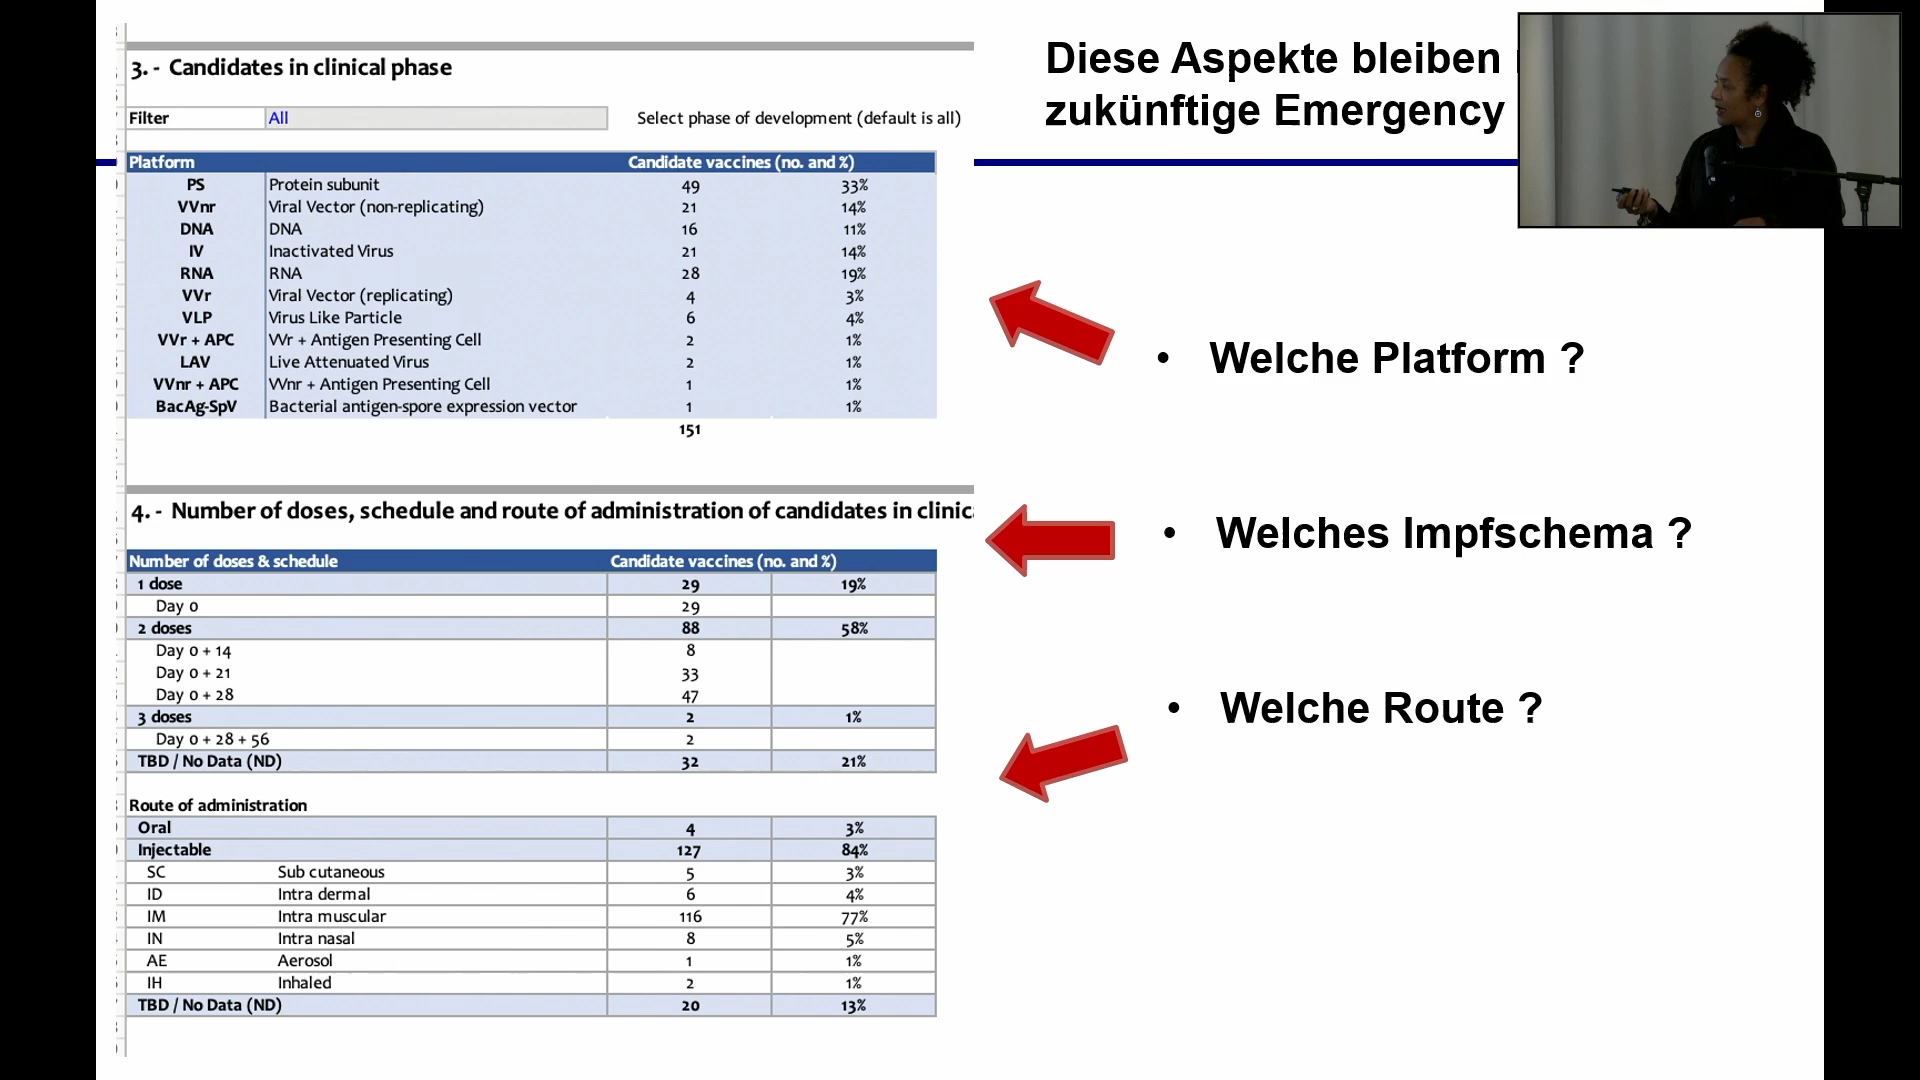 3. - Candidates in clinical phase
Filter All Select phase of development (default is all)
Platform Candidate vaccines (no. and %)
PS Protein subunit 49 33%
VVnr Viral Vector (non-replicating) 21 14%
DNA DNA 16 11%
IV Inactivated Virus 21 14%
RNA RNA 28 19%
VVr Viral Vector (replicating) 4 3%
VLP Virus Like Particle 6 4%
VVr + APC VVr + Antigen Presenting Cell 2 1%
LAV Live Attenuated Virus 2 1%
VVnr + APC VVnr + Antigen Presenting Cell 1 1%
BacAg-SpV Bacterial antigen-spore expression vector 1 1%
151
4. - Number of doses, schedule and route of administration of candidates in
Number of doses & schedule Candidate vaccines (no. and %)
1 dose 29 19%
Day 0 29
2 doses 88 58%
Day 0 + 14 8
Day 0 + 21 33
Day 0 + 28 47
3 doses 2 1%
Day 0 + 28 + 56 2
TBD / No Data (ND) 32 21%
Route of administration
Oral 4 3%
Injectable 127 84%
SC Sub cutaneous 5 3%
ID Intra dermal 6 4%
IM Intra muscular 116 77%
IN Intra nasal 8 5%
AE Aerosol 1 1%
IH Inhaled 2 1%
TBD / No Data (ND) 20 13%
Diese Aspekte bleiben
zukünftige Emergency
• Welche Platform ?
• Welches Impfschema ?
• Welche Route ?